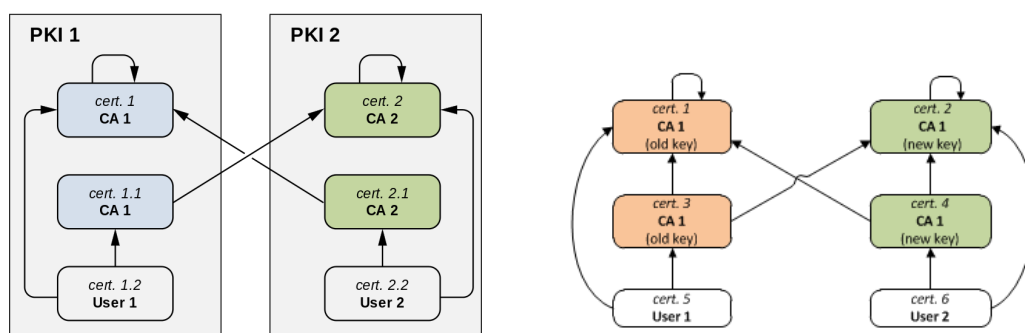 PKI 1
cert. 1
CA 1
cert. 1.1
CA 1
cert. 1.2
User 1
PKI 2
cert. 2
CA 2
cert. 2.1
CA 2
cert. 2.2
User 2
cert. 1
CA 1
(old key)
cert. 3
CA 1
(old key)
cert. 5
User 1
cert. 2
CA 1
(new key)
cert. 4
CA 1
(new key)
cert. 6
User 2